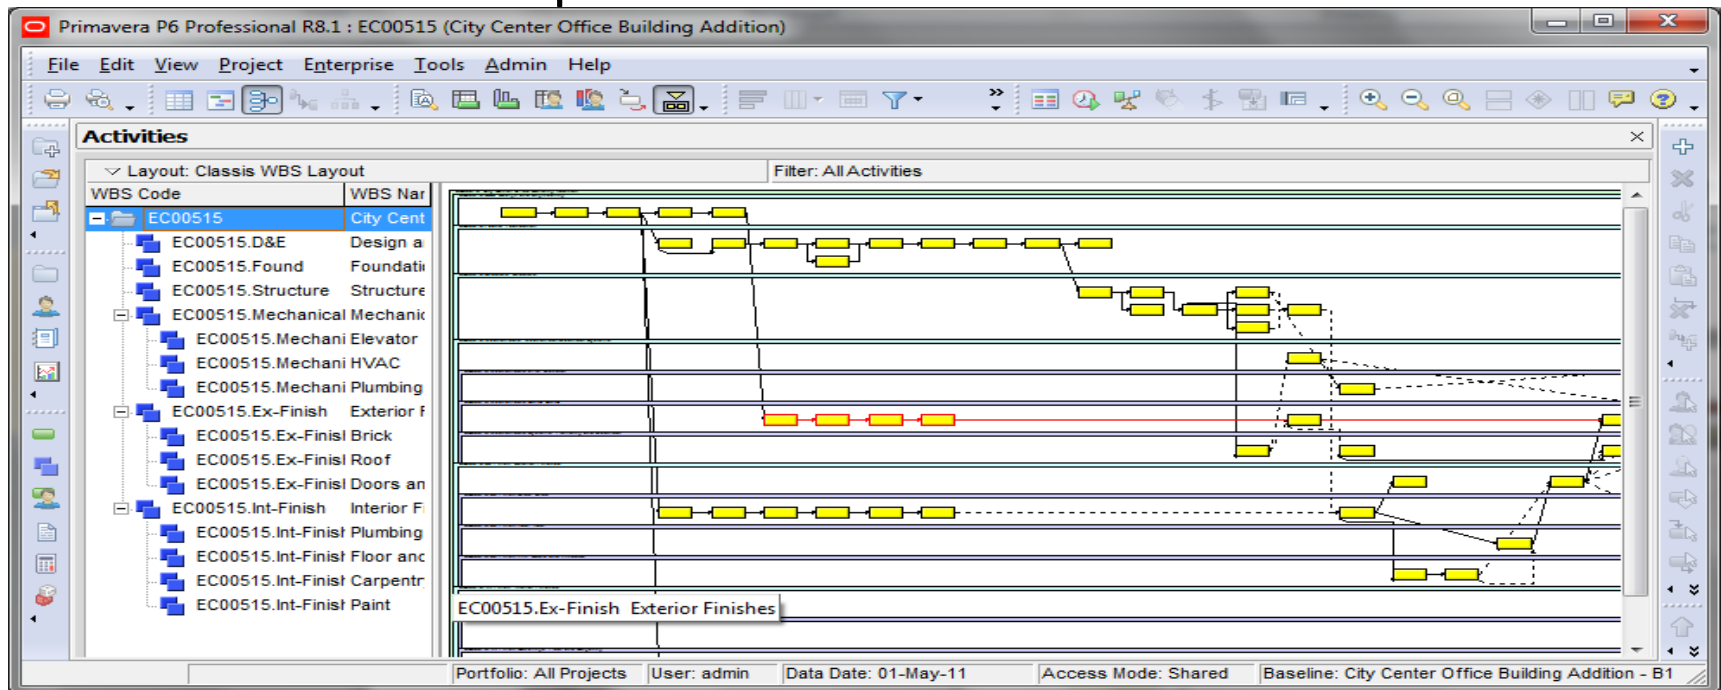 Primavera P6 Professional R8.1 : EC00515 (City Center Office Building Addition)
File Edit View Project Enterprise Tools Admin Help
Activities
Layout: Classis WBS Layout Filter: All Activities
WBS Code WBS Nar
EC00515 City Cent
EC00515.D&E Design a
EC00515.Found Foundati
EC00515.Structure Structure
EC00515.Mechanical Mechanic
EC00515.Mechani Elevator
EC00515.Mechani HVAC
EC00515.Mechani Plumbing
EC00515.Ex-Finish Exterior F
EC00515.Ex-Finisl Brick
EC00515.Ex-Finisl Roof
EC00515.Ex-Finisl Doors an
EC00515.Int-Finish Interior Fi
EC00515.Int-Finisl Plumbing
EC00515.Int-Finisl Floor and
EC00515.Int-Finisl Carpentr
EC00515.Int-Finisl Paint
EC00515.Ex-Finish Exterior Finishes
Portfolio: All Projects User: admin Data Date: 01-May-11 Access Mode: Shared Baseline: City Center Office Building Addition - B1